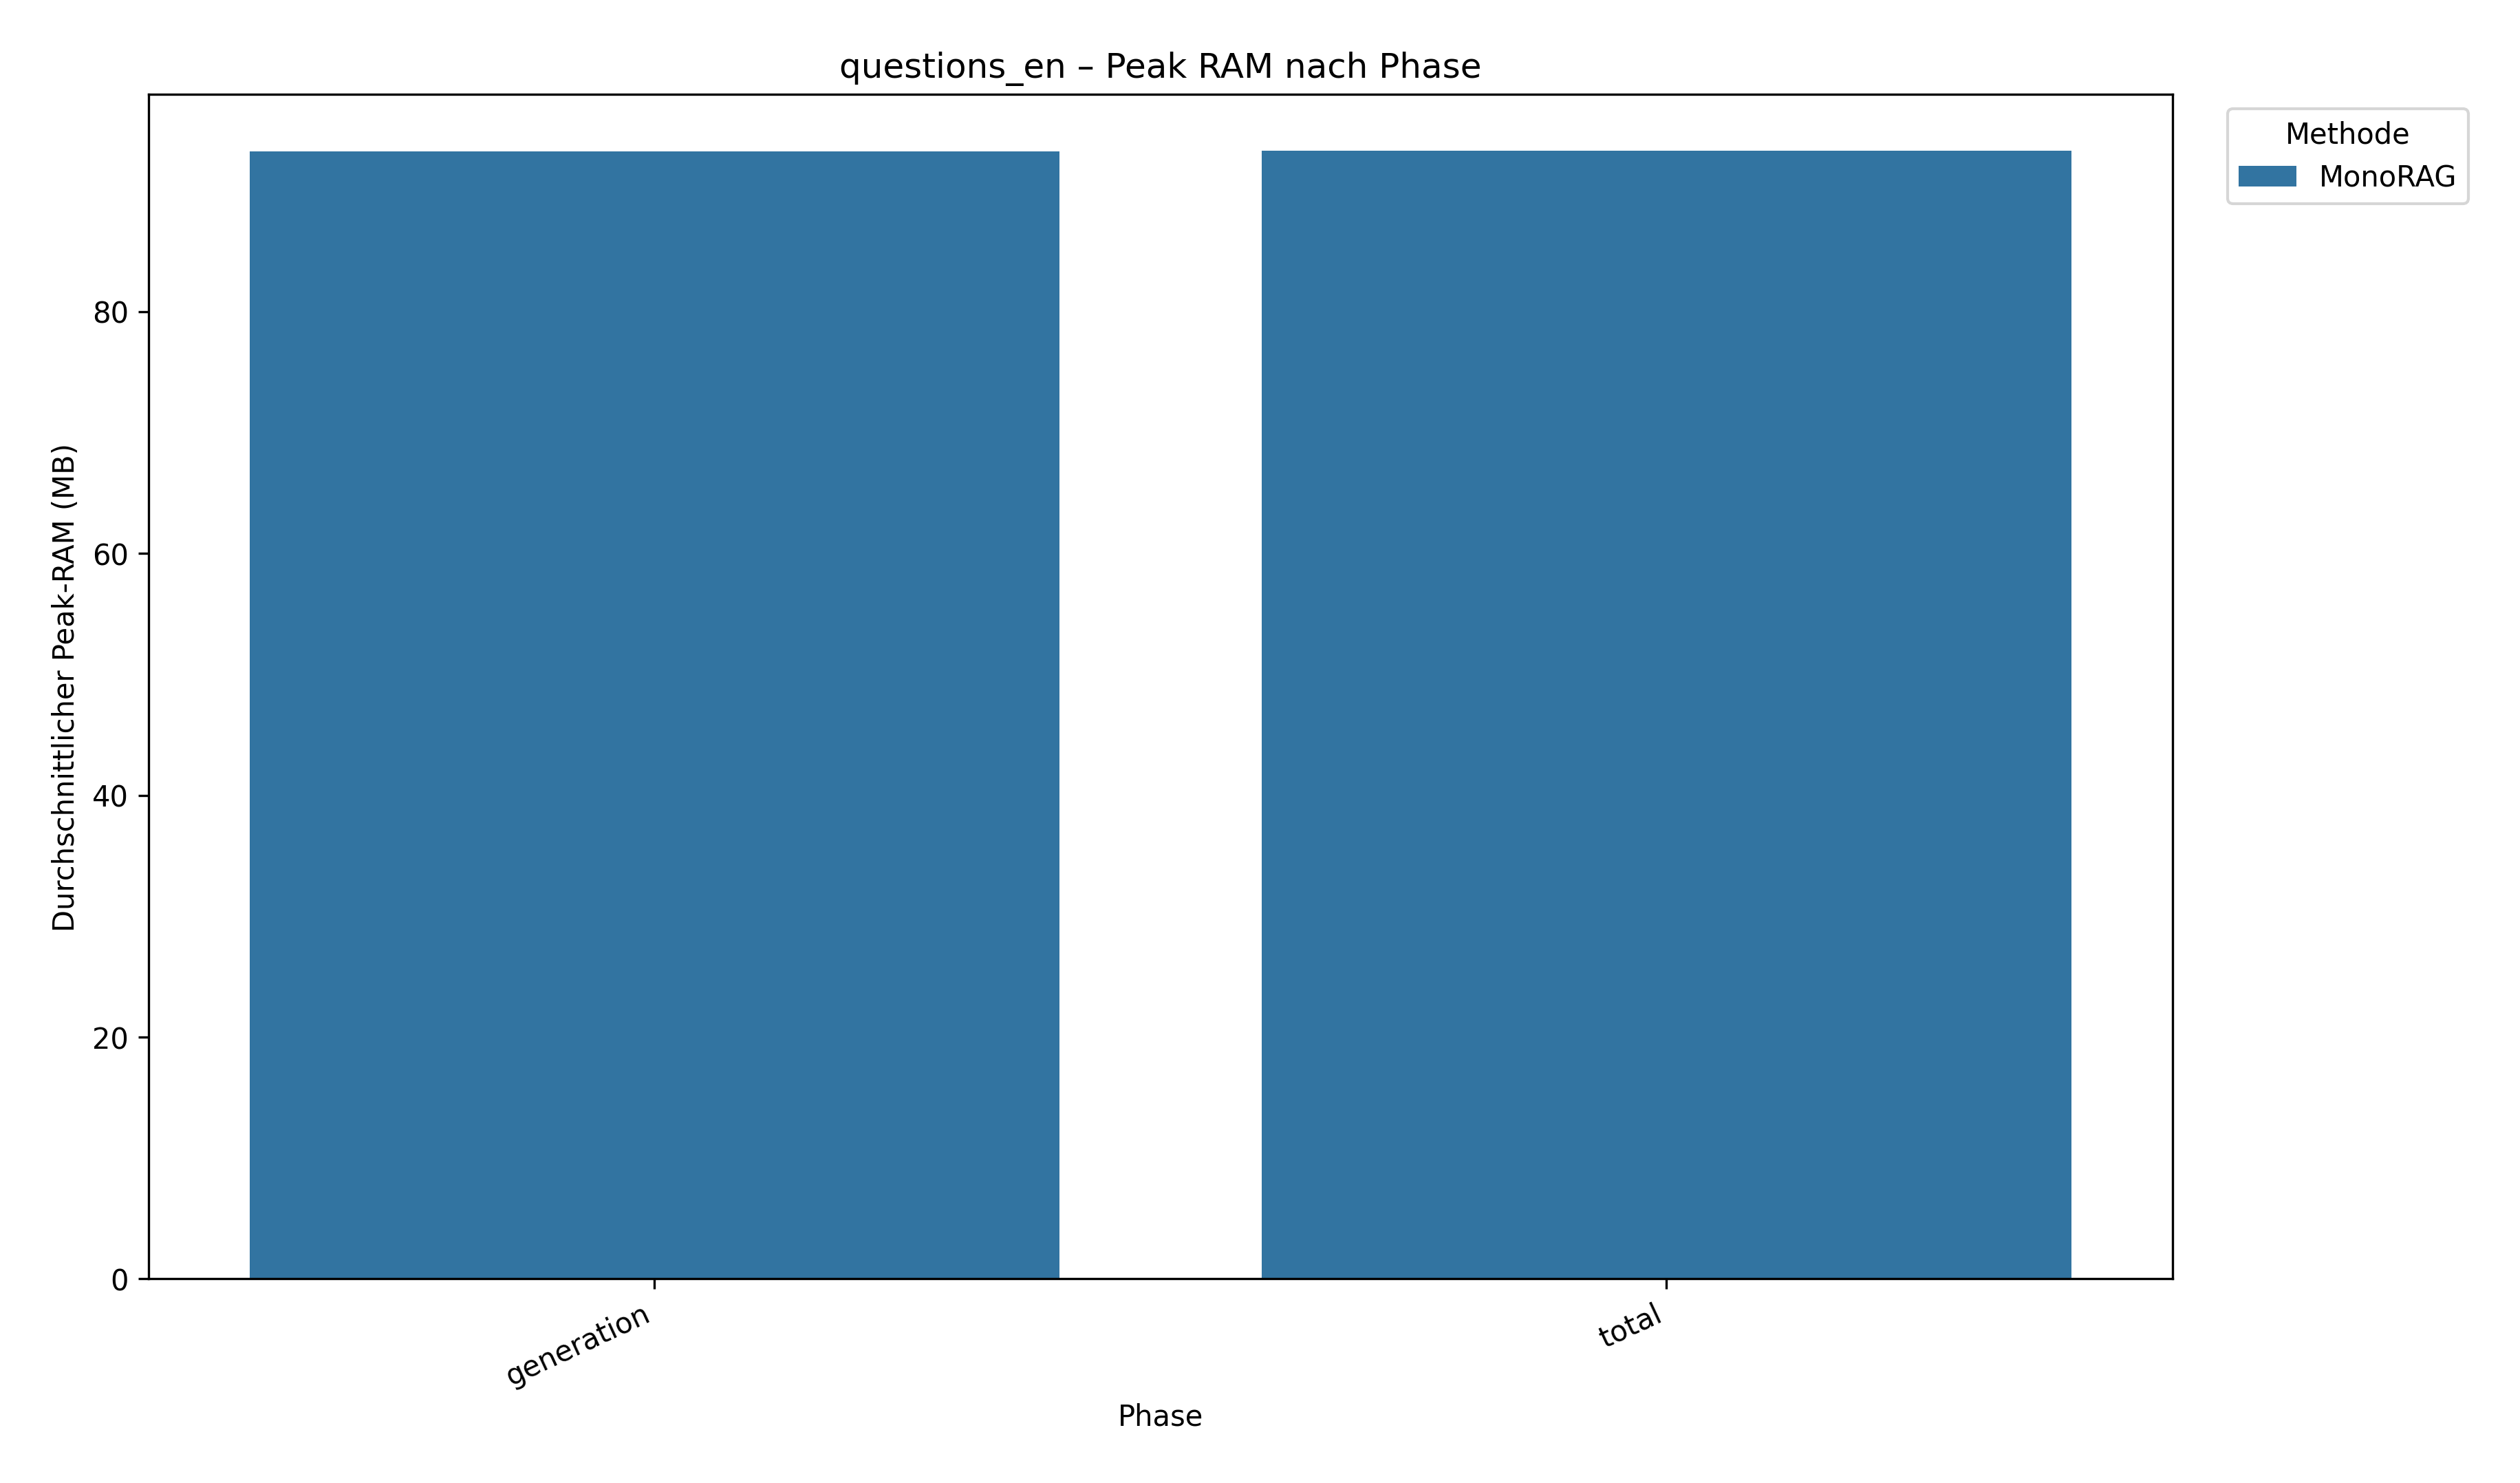 questions_en – Peak RAM nach Phase
Methode
MonoRAG
Durchschnittlicher Peak-RAM (MB)
80
60
40
20
0
generation
total
Phase